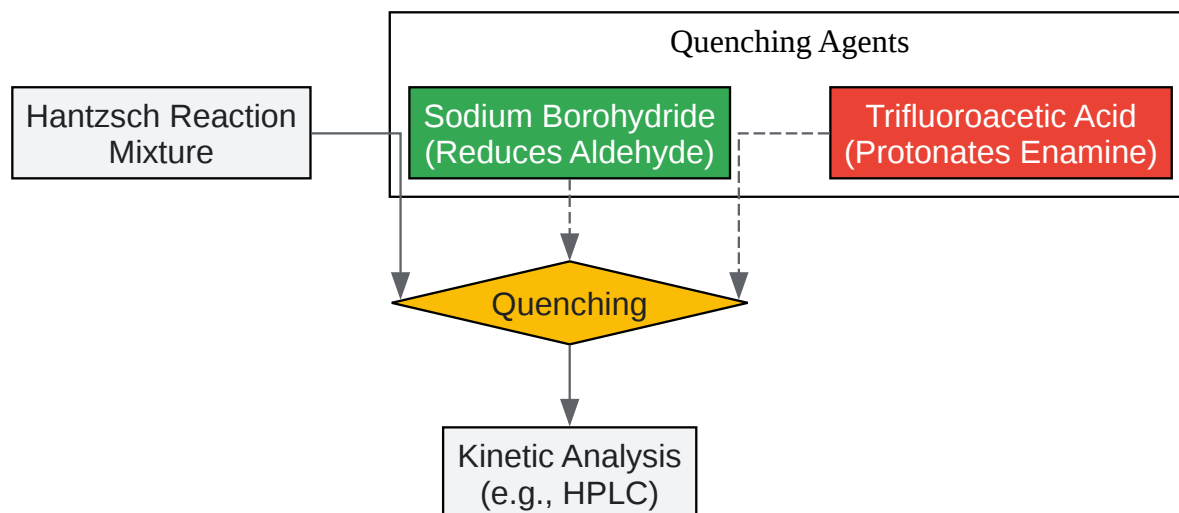 Quenching Agents
Hantzsch Reaction
Mixture
Sodium Borohydride
(Reduces Aldehyde)
Trifluoroacetic Acid
(Protonates Enamine)
Quenching
Kinetic Analysis
(e.g., HPLC)